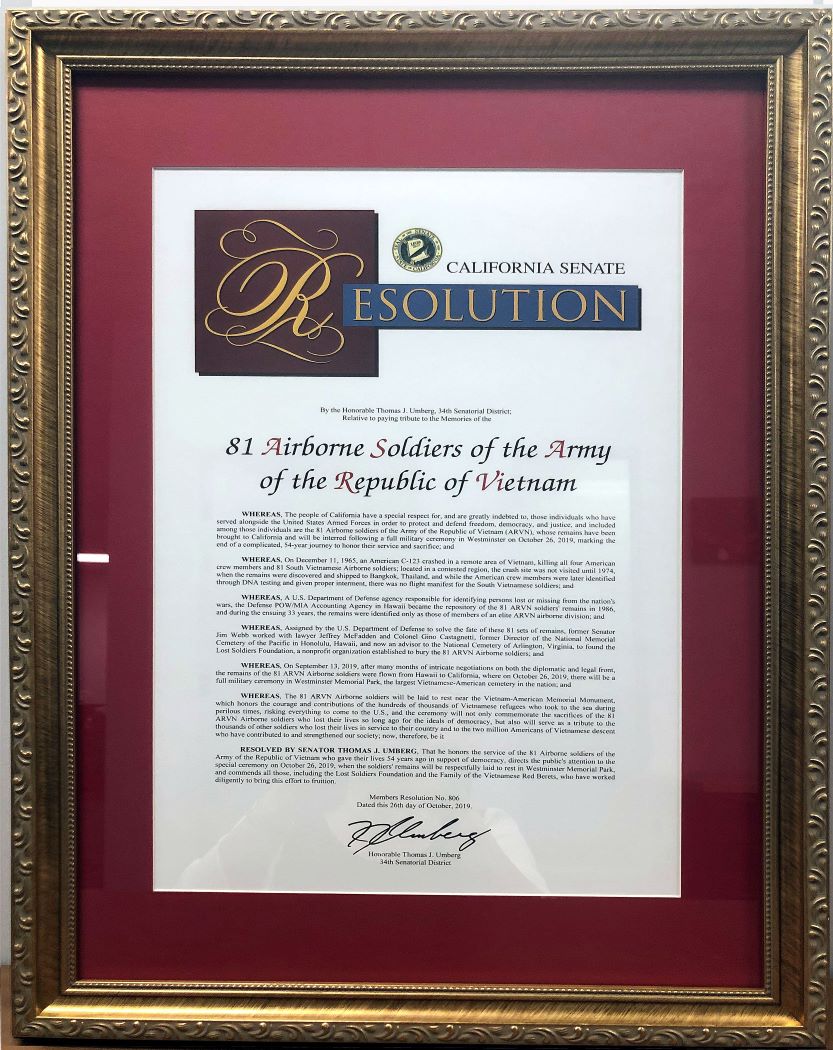 CALIFORNIA SENATE
RESOLUTION
By the Honorable Thomas J. Umberg, 34th Senatorial District;
Relative to paying tribute to the Memories of the
81 Airborne Soldiers of the Army
of the Republic of Vietnam
WHEREAS, The people of California have a special respect for, and are greatly indebted to, those individuals who have
served alongside the United States Armed Forces in order to protect and defend freedom, democracy, and justice, and included
among those individuals are the 81 Airborne soldiers of the Army of the Republic of Vietnam (ARVN), whose remains have been
brought to California and will be interred following a full military ceremony in Westminster on October 26, 2019, marking the
end of a complicated, 54-year journey to honor their service and sacrifice; and
WHEREAS, On December 11, 1965, an American C-123 crashed in a remote area of Vietnam, killing all four American
crew members and 81 South Vietnamese Airborne soldiers; located in a contested region, the crash site was not visited until 1974,
when the remains were discovered and shipped to Bangkok, Thailand, and while the American crew members were later identified
through DNA testing and given proper interment, there was no flight manifest for the South Vietnamese soldiers; and
WHEREAS, A U.S. Department of Defense agency responsible for identifying persons lost or missing from the nation's
wars, the Defense POW/MIA Accounting Agency in Hawaii became the repository of the 81 ARVN soldiers' remains in 1986,
and during the ensuing 33 years, the remains were identified only as those of members of an elite ARVN airborne division; and
WHEREAS, Assigned by the U.S. Department of Defense to solve the fate of these 81 sets of remains, former Senator
Jim Webb worked with lawyer Jeffrey McFadden and Colonel Gino Castagnetti, former Director of the National Memorial
Cemetery of the Pacific in Honolulu, Hawaii, and now an advisor to the National Cemetery of Arlington, Virginia, to found the
Lost Soldiers Foundation, a nonprofit organization established to bury the 81 ARVN Airborne soldiers; and
WHEREAS, On September 13, 2019, after many months of intricate negotiations on both the diplomatic and legal front,
the remains of the 81 ARVN Airborne soldiers were flown from Hawaii to California, where on October 26, 2019, there will be a
full military ceremony in Westminster Memorial Park, the largest Vietnamese-American cemetery in the nation; and
WHEREAS, The 81 ARVN Airborne soldiers will be laid to rest near the Vietnam-American Memorial Monument,
which honors the courage and contributions of the hundreds of thousands of Vietnamese refugees who took to the sea during
perilous times, risking everything to come to the U.S., and the ceremony will not only commemorate the sacrifices of the 81
ARVN Airborne soldiers who lost their lives so long ago for the ideals of democracy, but also will serve as a tribute to the
thousands of other soldiers who lost their lives in service to their country and to the two million Americans of Vietnamese descent
who have contributed to and strengthened our society; now, therefore, be it
RESOLVED BY SENATOR THOMAS J. UMBERG, That he honors the service of the 81 Airborne soldiers of the
Army of the Republic of Vietnam who gave their lives 54 years ago in support of democracy, directs the public's attention to the
special ceremony on October 26, 2019, when the soldiers' remains will be respectfully laid to rest in Westminster Memorial Park,
and commends all those, including the Lost Soldiers Foundation and the Family of the Vietnamese Red Berets, who have worked
diligently to bring this effort to fruition.
Members Resolution No. 806
Dated this 26th day of October, 2019.
Honorable Thomas J. Umberg
34th Senatorial District